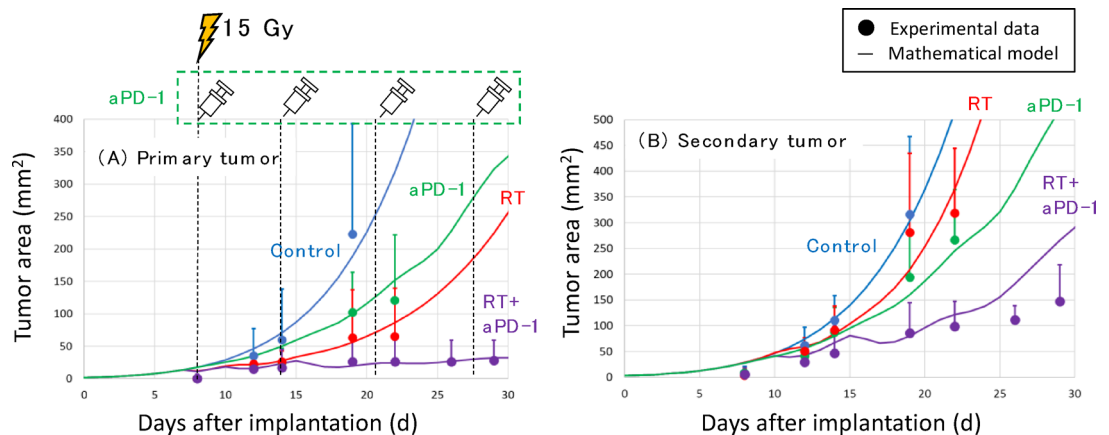 15 Gy
Experimental data
Mathematical model
aPD-1
(A) Primary tumor
400
350
300
250
200
150
100
50
0
Tumor area (mm²)
aPD-1
RT
Control
RT+
aPD-1
0 5 10 15 20 25 30
Days after implantation (d)
(B) Secondary tumor
500
450
400
350
300
250
200
150
100
50
0
Tumor area (mm²)
RT
aPD-1
RT+
aPD-1
Control
0 5 10 15 20 25 30
Days after implantation (d)